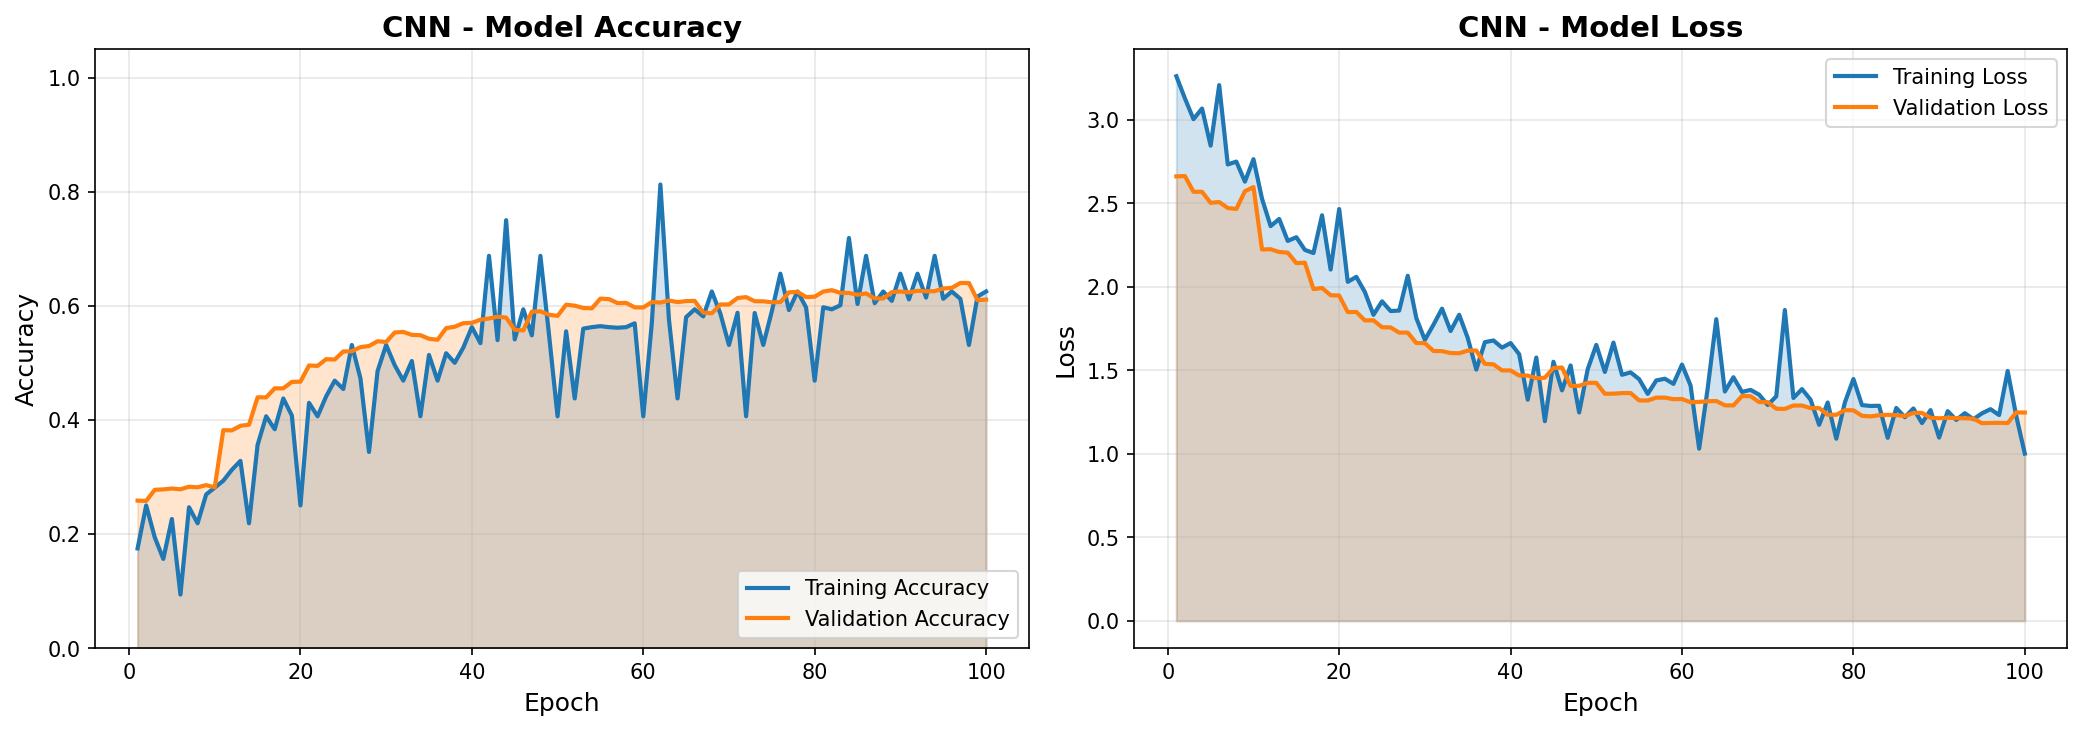 CNN - Model Accuracy
Accuracy
1.0
0.8
0.6
0.4
0.2
0.0
Training Accuracy
Validation Accuracy
0 20 40 60 80 100
Epoch
CNN - Model Loss
Loss
3.0
2.5
2.0
1.5
1.0
0.5
0.0
Training Loss
Validation Loss
0 20 40 60 80 100
Epoch